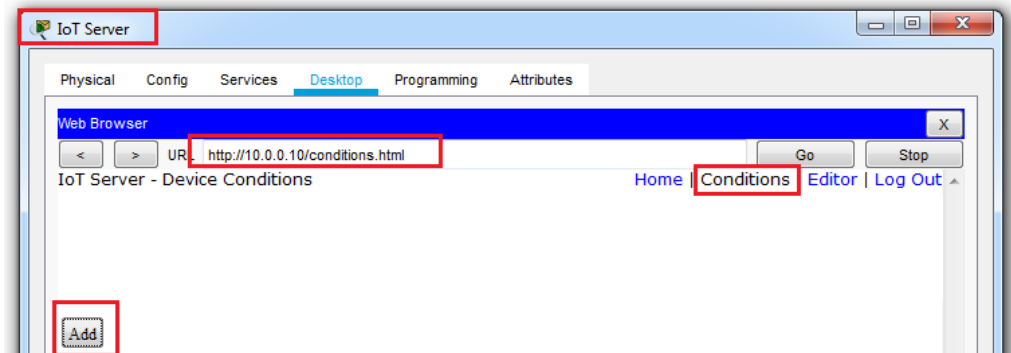 IoT Server
Physical Config Services Desktop Programming Attributes
Web Browser
X
< > URL http://10.0.0.10/conditions.html Go Stop
IoT Server - Device Conditions Home | Conditions Editor | Log Out
Add